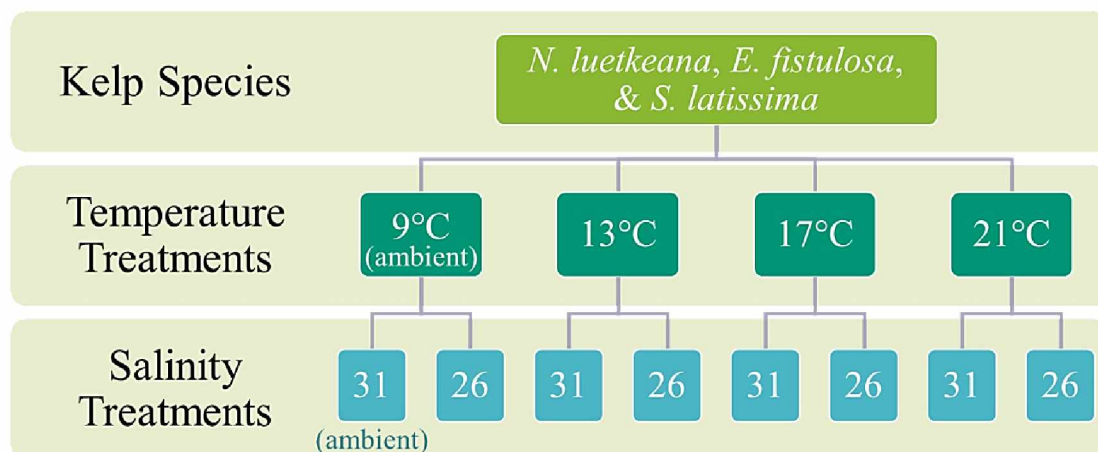 Kelp Species
N. luetkeana, E. fistulosa,
& S. latissima
Temperature
Treatments
9°C
(ambient)
13°C
17°C
21°C
Salinity
Treatments
31
(ambient)
26
31
26
31
26
31
26